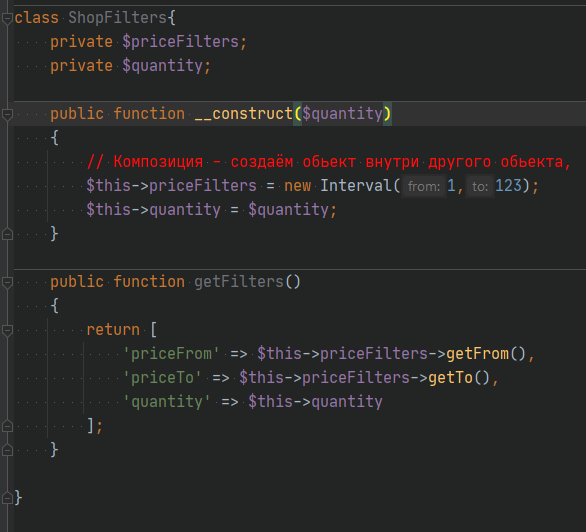 class ShopFilters{
private $priceFilters;
private $quantity;
public function __construct($quantity)
{
// Композиция - создаём обьект внутри другого обьекта,
$this->priceFilters = new Interval( from: 1, to: 123);
$this->quantity = $quantity;
}
public function getFilters()
{
return [
'priceFrom' => $this->priceFilters->getFrom(),
'priceTo' => $this->priceFilters->getTo(),
'quantity' => $this->quantity
];
}
}